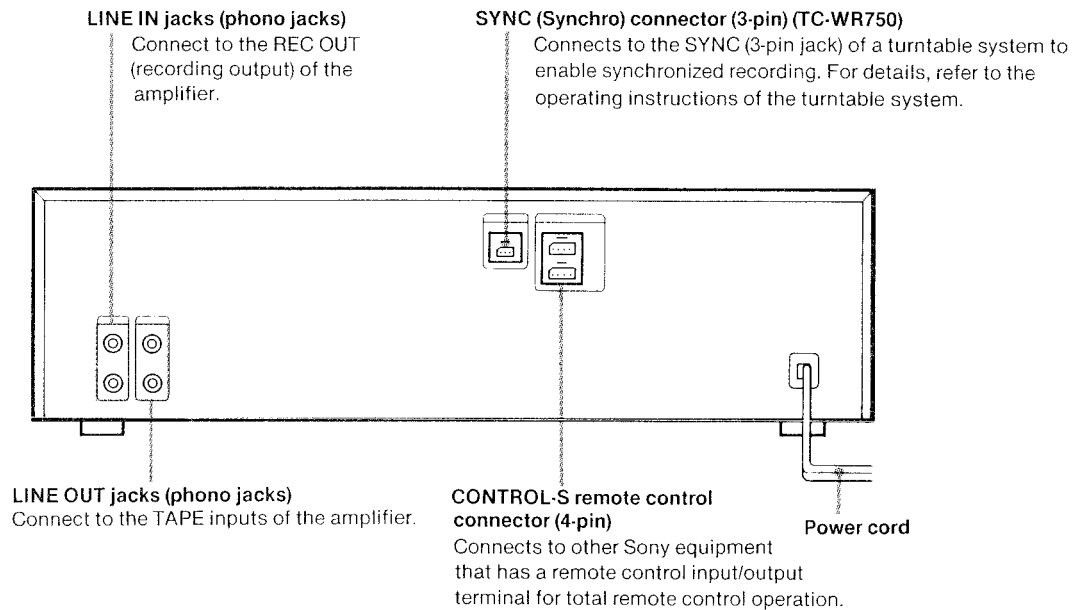 LINE IN jacks (phono jacks)
Connect to the REC OUT
(recording output) of the
amplifier.
SYNC (Synchro) connector (3-pin) (TC-WR750)
Connects to the SYNC (3-pin jack) of a turntable system to
enable synchronized recording. For details, refer to the
operating instructions of the turntable system.
LINE OUT jacks (phono jacks)
Connect to the TAPE inputs of the amplifier.
CONTROL-S remote control
connector (4-pin)
Connects to other Sony equipment
that has a remote control input/output
terminal for total remote control operation.
Power cord